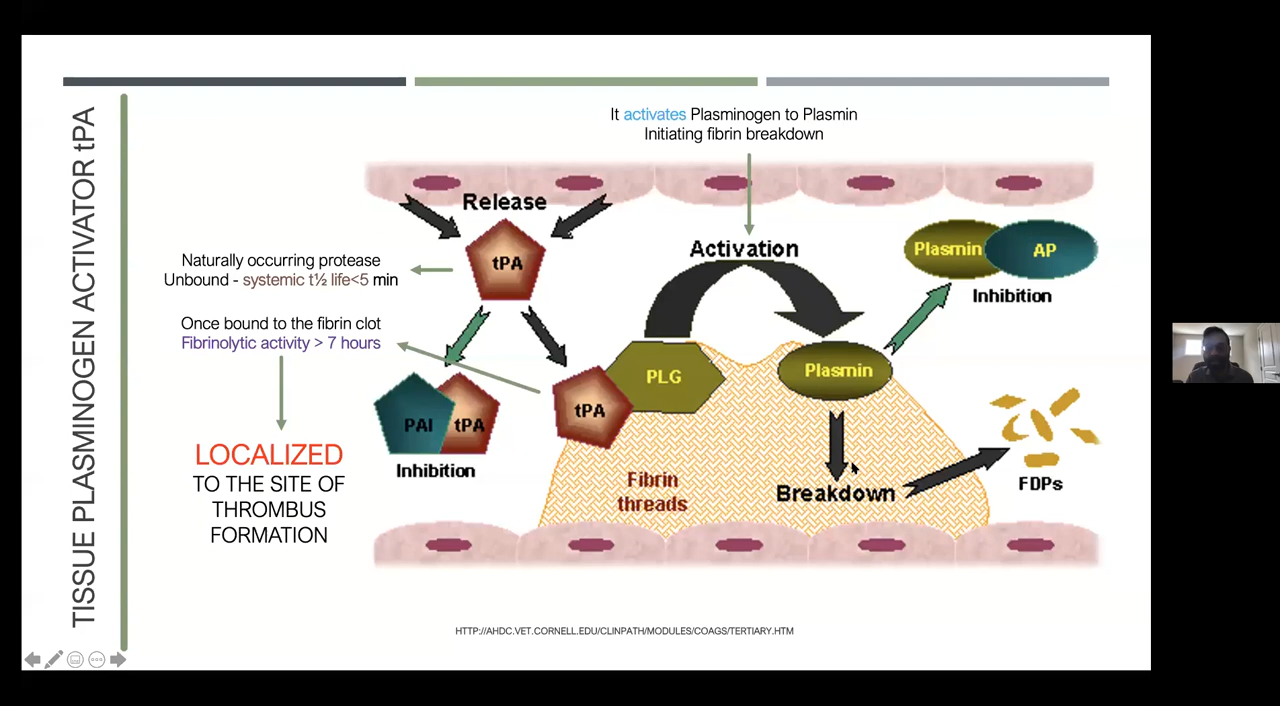 TISSUE PLASMINOGEN ACTIVATOR tPA
It activates Plasminogen to Plasmin
Initiating fibrin breakdown
Release
tPA
Activation
Plasmin
AP
Inhibition
Naturally occurring protease
Unbound - systemic t½ life<5 min
Once bound to the fibrin clot
Fibrinolytic activity > 7 hours
PLG
Plasmin
tPA
PAI
tPA
Inhibition
LOCALIZED
TO THE SITE OF
THROMBUS
FORMATION
Fibrin
threads
Breakdown
FDPs
HTTP://AHDC.VET.CORNELL.EDU/CLINPATH/MODULES/COAGS/TERTIARY.HTM